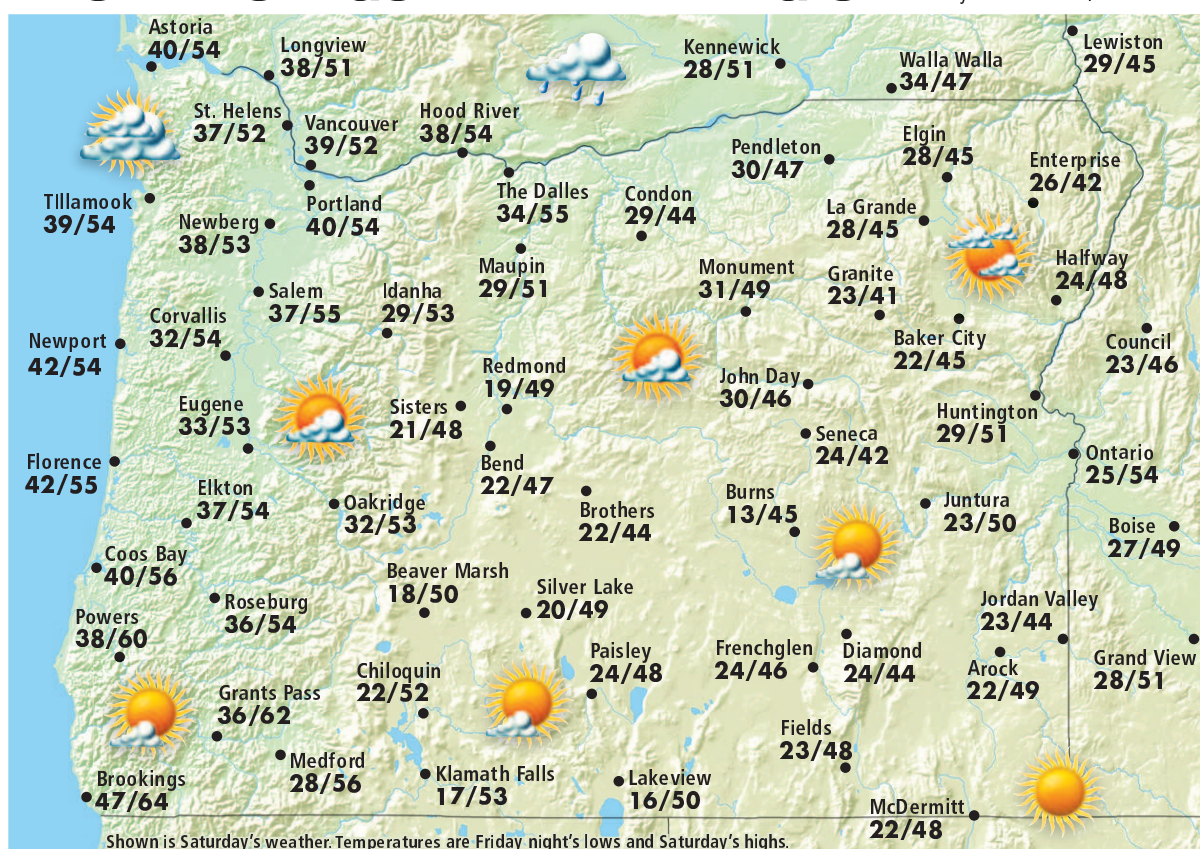 Astoria
40/54
Longview
38/51
Kennewick
28/51
Walla Walla
34/47
Lewiston
29/45
St. Helens
37/52
Vancouver
39/52
Hood River
38/54
Pendleton
30/47
Elgin
28/45
Enterprise
26/42
TIllamook
39/54
Newberg
38/53
Portland
40/54
The Dalles
34/55
Condon
29/44
La Grande
28/45
Maupin
29/51
Monument
31/49
Granite
23/41
Halfway
24/48
Salem
37/55
Idanha
29/53
Corvallis
32/54
Newport
42/54
Baker City
22/45
Council
23/46
Redmond
19/49
John Day
30/46
Eugene
33/53
Sisters
21/48
Huntington
29/51
Seneca
24/42
Florence
42/55
Bend
22/47
Ontario
25/54
Elkton
37/54
Oakridge
32/53
Brothers
22/44
Burns
13/45
Juntura
23/50
Boise
27/49
Coos Bay
40/56
Beaver Marsh
18/50
Silver Lake
20/49
Roseburg
36/54
Jordan Valley
23/44
Powers
38/60
Paisley
24/48
Frenchglen
24/46
Diamond
24/44
Arock
22/49
Grand View
28/51
Chiloquin
22/52
Grants Pass
36/62
Fields
23/48
Medford
28/56
Klamath Falls
17/53
Lakeview
16/50
Brookings
47/64
McDermitt
22/48
Shown is Saturday's weather. Temperatures are Friday night's lows and Saturday's highs.